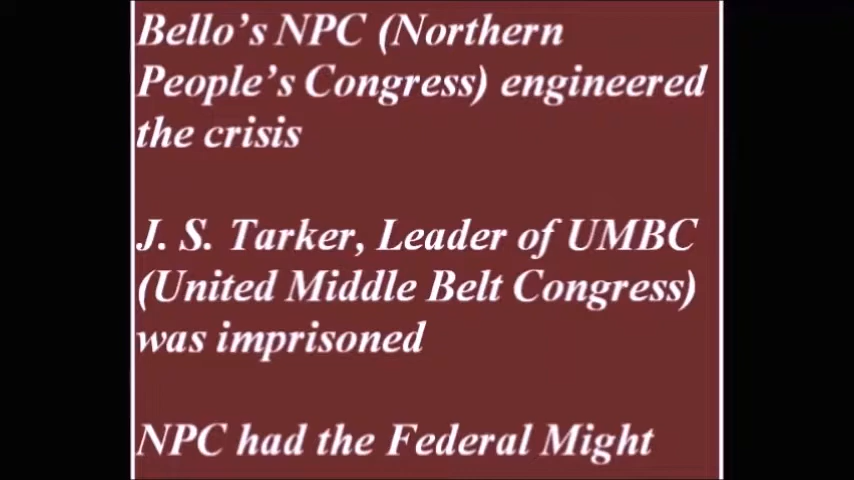 Bello’s NPC (Northern
People’s Congress) engineered
the crisis
J. S. Tarker, Leader of UMBC
(United Middle Belt Congress)
was imprisoned
NPC had the Federal Might